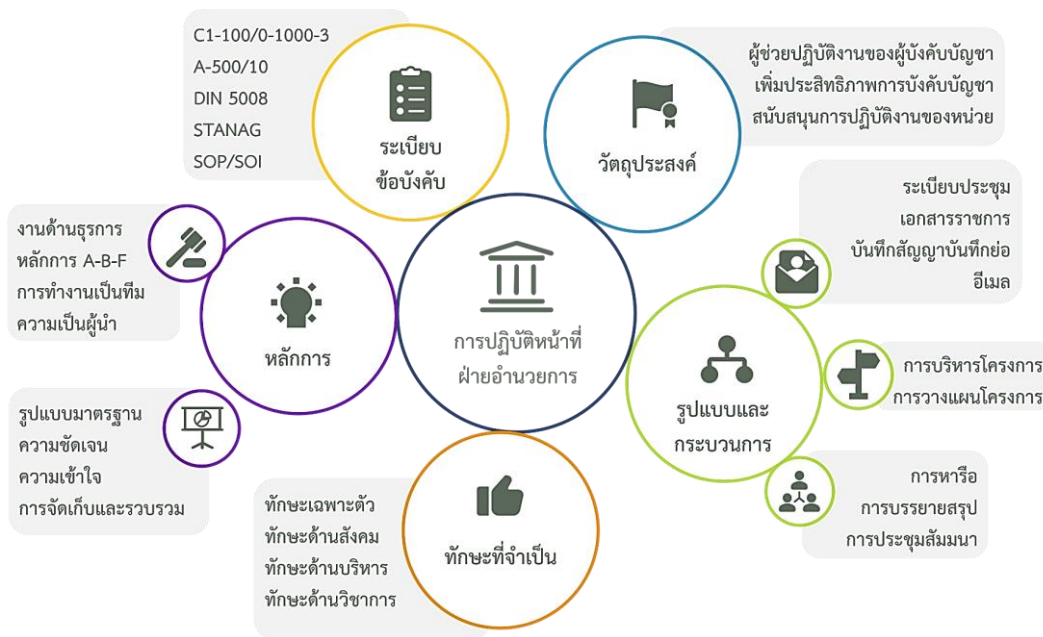 C1-100/0-1000-3
A-500/10
DIN 5008
STANAG
SOP/SOI
ระเบียบ
ข้อบังคับ
วัตถุประสงค์
ผู้ช่วยปฏิบัติงานของผู้บังคับบัญชา
เพิ่มประสิทธิภาพการบังคับบัญชา
สนับสนุนการปฏิบัติงานของหน่วย
งานด้านธุรการ
หลักการ A-B-F
การทำงานเป็นทีม
ความเป็นผู้นำ
หลักการ
รูปแบบมาตรฐาน
ความชัดเจน
ความเข้าใจ
การจัดเก็บและรวบรวม
การปฏิบัติหน้าที่
ฝ่ายอำนวยการ
ระเบียบประชุม
เอกสารราชการ
บันทึกสัญญาบันทึกย่อ
อีเมล
รูปแบบและ
กระบวนการ
การบริหารโครงการ
การวางแผนโครงการ
การหารือ
การบรรยายสรุป
การประชุมสัมมนา
ทักษะเฉพาะตัว
ทักษะด้านสังคม
ทักษะด้านบริหาร
ทักษะด้านวิชาการ
ทักษะที่จำเป็น